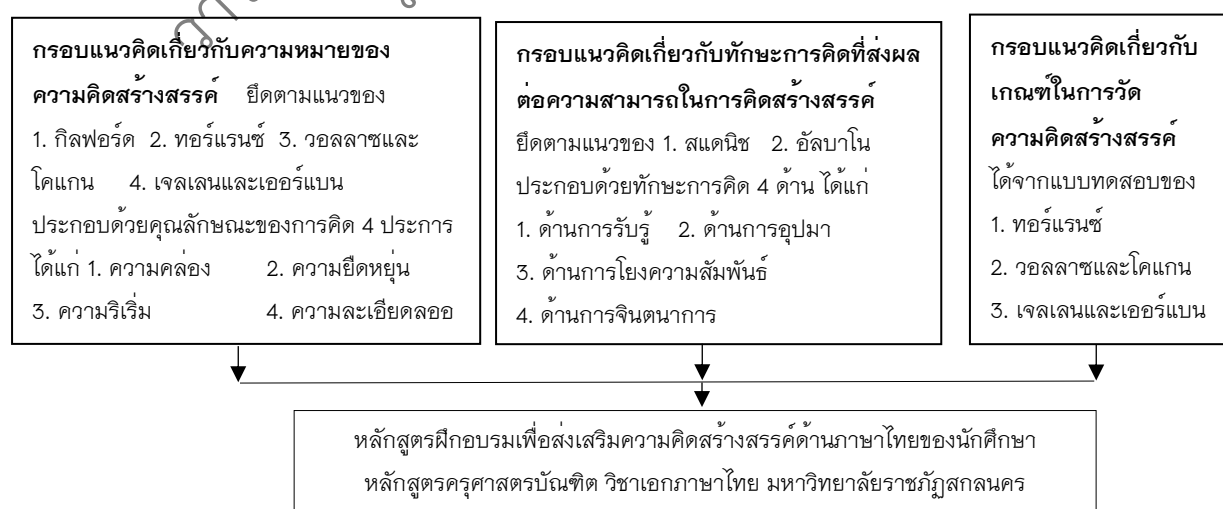 กรอบแนวคิดเกี่ยวกับความหมายของ
ความคิดสร้างสรรค์ ยึดตามแนวของ
1. กิลฟอร์ด 2. ทอร์แรนซ์ 3. วอลลาซและ
โคแกน 4. เจลเลนและเออร์แบน
ประกอบด้วยคุณลักษณะของการคิด 4 ประการ
ได้แก่ 1. ความคล่อง 2. ความยืดหยุ่น
3. ความริเริ่ม 4. ความละเอียดลออ
กรอบแนวคิดเกี่ยวกับทักษะการคิดที่ส่งผล
ต่อความสามารถในการคิดสร้างสรรค์
ยึดตามแนวของ 1. สแดนิช 2. อัลบาโน
ประกอบด้วยทักษะการคิด 4 ด้าน ได้แก่
1. ด้านการรับรู้ 2. ด้านการอุปมา
3. ด้านการโยงความสัมพันธ์
4. ด้านการจินตนาการ
กรอบแนวคิดเกี่ยวกับ
เกณฑ์ในการวัด
ความคิดสร้างสรรค์
ได้จากแบบทดสอบของ
1. ทอร์แรนซ์
2. วอลลาซและโคแกน
3. เจลเลนและเออร์แบน
หลักสูตรฝึกอบรมเพื่อส่งเสริมความคิดสร้างสรรค์ด้านภาษาไทยของนักศึกษา
หลักสูตรครุศาสตรบัณฑิต วิชาเอกภาษาไทย มหาวิทยาลัยราชภัฏสกลนคร